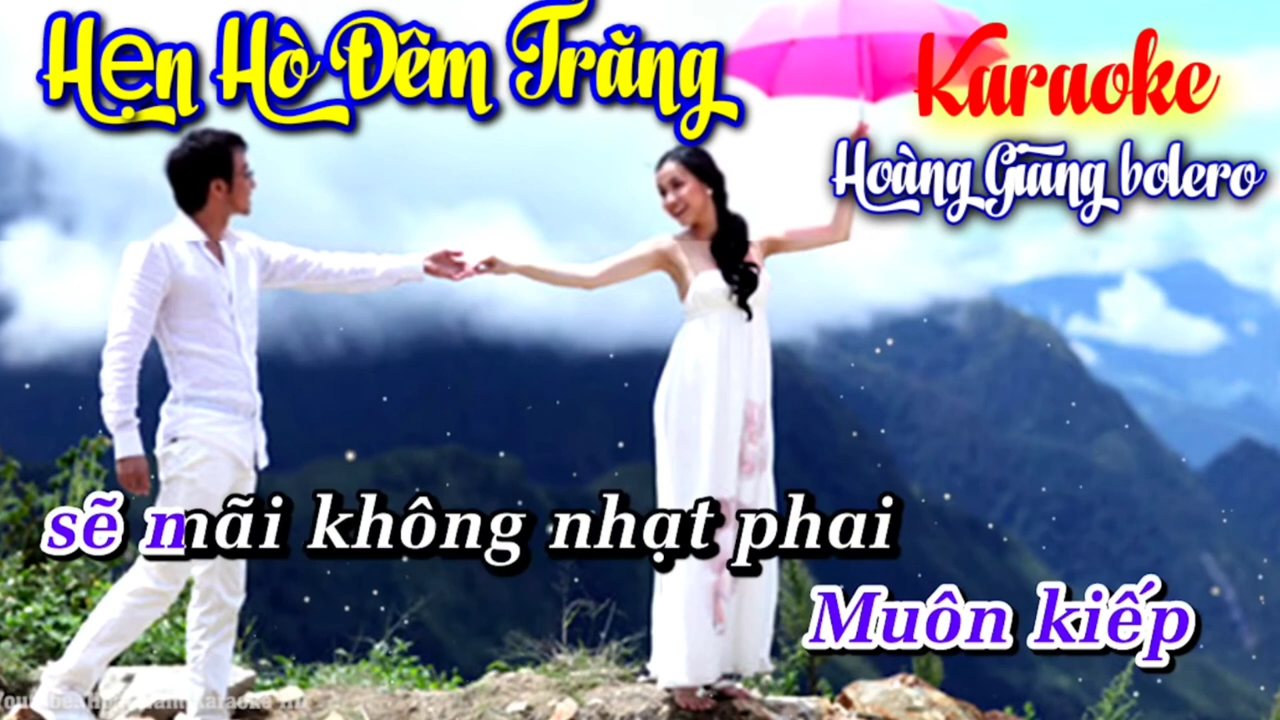 Hẹn Hò Đêm Trăng
Karaoke
Hoàng Giang bolero
sẽ mãi không nhạt phai
Muôn kiếp